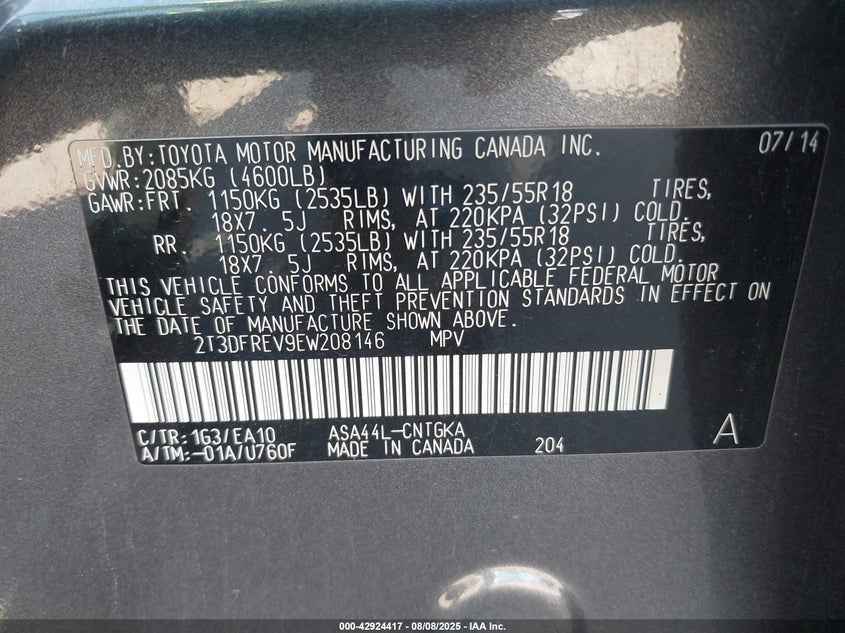 MFD.BY:TOYOTA MOTOR MANUFACTURING CANADA INC. 07/14
GVWR:2085KG (4600LB)
GAWR:FRT. 1150KG (2535LB) WITH 235/55R18 TIRES,
18X7. 5J RIMS, AT 220KPA (32PSI) COLD.
RR. 1150KG (2535LB) WITH 235/55R18 TIRES,
18X7. 5J RIMS, AT 220KPA (32PSI) COLD.
THIS VEHICLE CONFORMS TO ALL APPLICABLE FEDERAL MOTOR
VEHICLE SAFETY AND THEFT PREVENTION STANDARDS IN EFFECT ON
THE DATE OF MANUFACTURE SHOWN ABOVE.
2T3DFREV9EW208146 MPV
C/TR:1G3/EA10 ASA44L-CNTGKA A
A/TM:-01A/U760F MADE IN CANADA 204
000-42924417 - 08/08/2025 - IAA Inc.